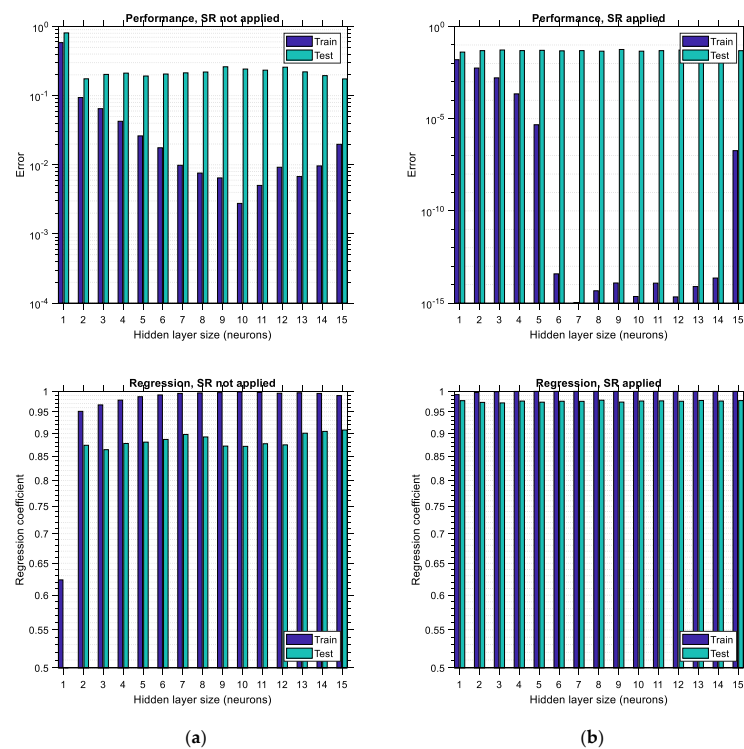 Performance, SR not applied
10^0
10^-1
10^-2
10^-3
10^-4
Error
Train
Test
1 2 3 4 5 6 7 8 9 10 11 12 13 14 15
Hidden layer size (neurons)
Performance, SR applied
10^0
10^-5
10^-10
10^-15
Error
Train
Test
1 2 3 4 5 6 7 8 9 10 11 12 13 14 15
Hidden layer size (neurons)
Regression, SR not applied
1
0.95
0.9
0.85
0.8
0.75
0.7
0.65
0.6
0.55
0.5
Regression coefficient
Train
Test
1 2 3 4 5 6 7 8 9 10 11 12 13 14 15
Hidden layer size (neurons)
Regression, SR applied
1
0.95
0.9
0.85
0.8
0.75
0.7
0.65
0.6
0.55
0.5
Regression coefficient
Train
Test
1 2 3 4 5 6 7 8 9 10 11 12 13 14 15
Hidden layer size (neurons)
(a)
(b)